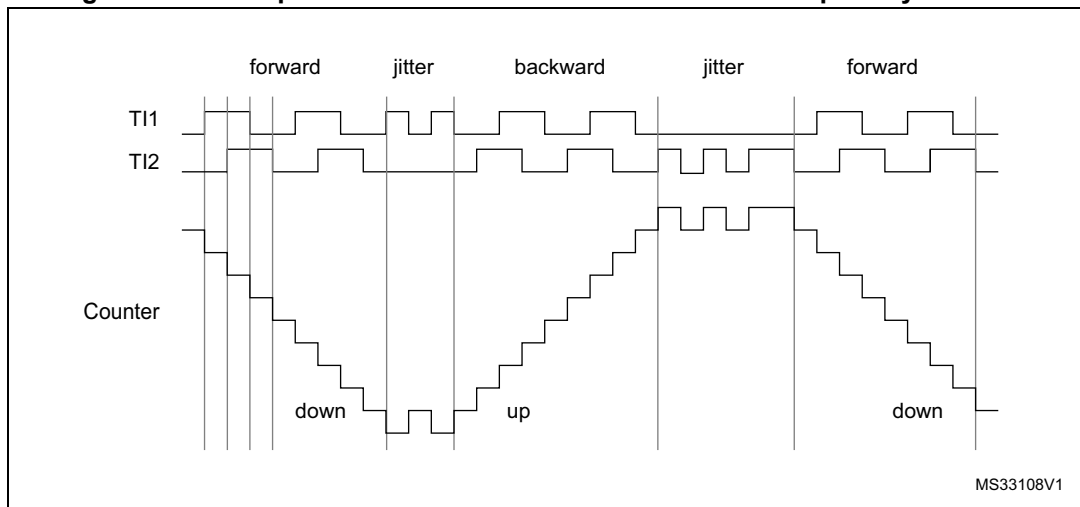 forward jitter backward jitter forward
TI1
TI2
Counter
down up down
MS33108V1